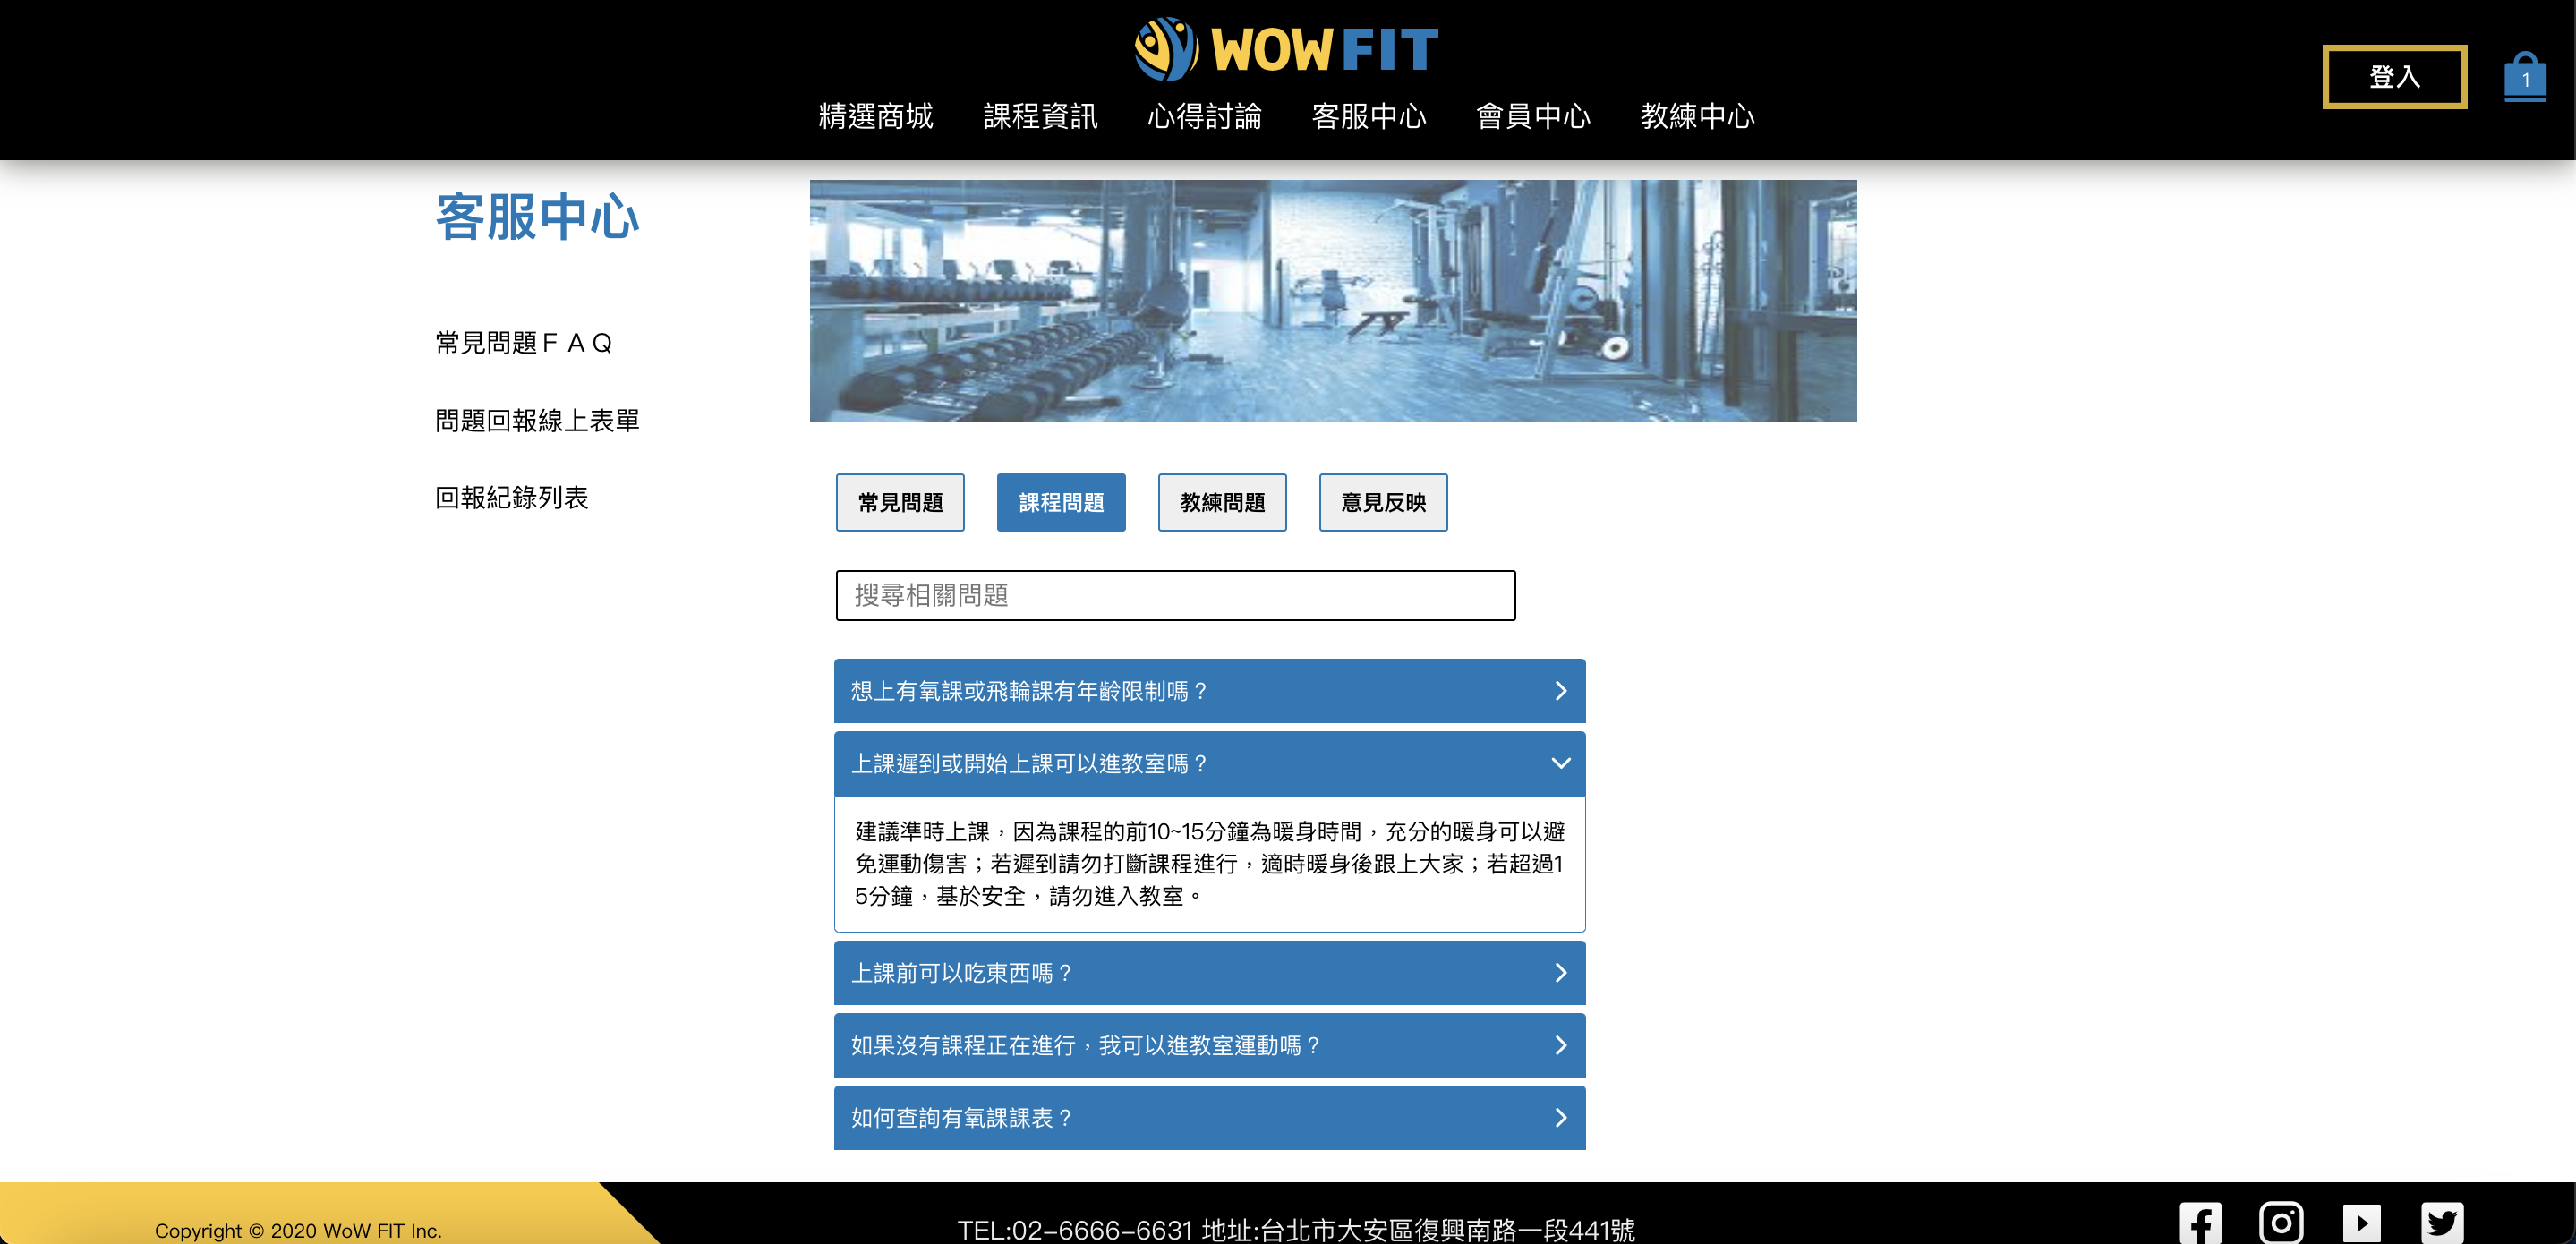 WOWFIT
精選商城 課程資訊 心得討論 客服中心 會員中心 教練中心
登入
1
客服中心
常見問題ＦＡＱ
問題回報線上表單
回報紀錄列表
常見問題 課程問題 教練問題 意見反映
搜尋相關問題
想上有氧課或飛輪課有年齡限制嗎？
上課遲到或開始上課可以進教室嗎？
建議準時上課，因為課程的前10~15分鐘為暖身時間，充分的暖身可以避
免運動傷害；若遲到請勿打斷課程進行，適時暖身後跟上大家；若超過1
5分鐘，基於安全，請勿進入教室。
上課前可以吃東西嗎？
如果沒有課程正在進行，我可以進教室運動嗎？
如何查詢有氧課課表？
Copyright © 2020 WoW FIT Inc.
TEL:02-6666-6631 地址:台北市大安區復興南路一段441號